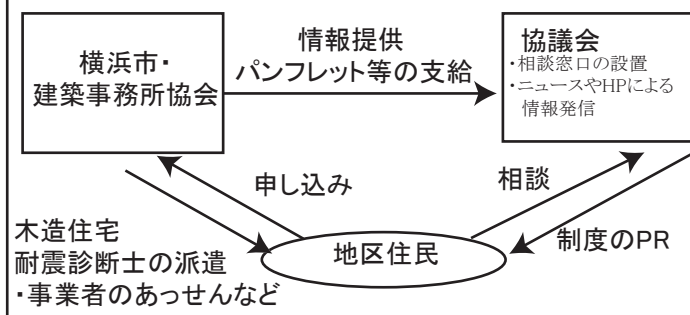 横浜市・
建築事務所協会
情報提供
パンフレット等の支給
協議会
・相談窓口の設置
・ニュースやHPによる
情報発信
申し込み
相談
木造住宅
耐震診断士の派遣
・事業者のあっせんなど
地区住民
制度のPR